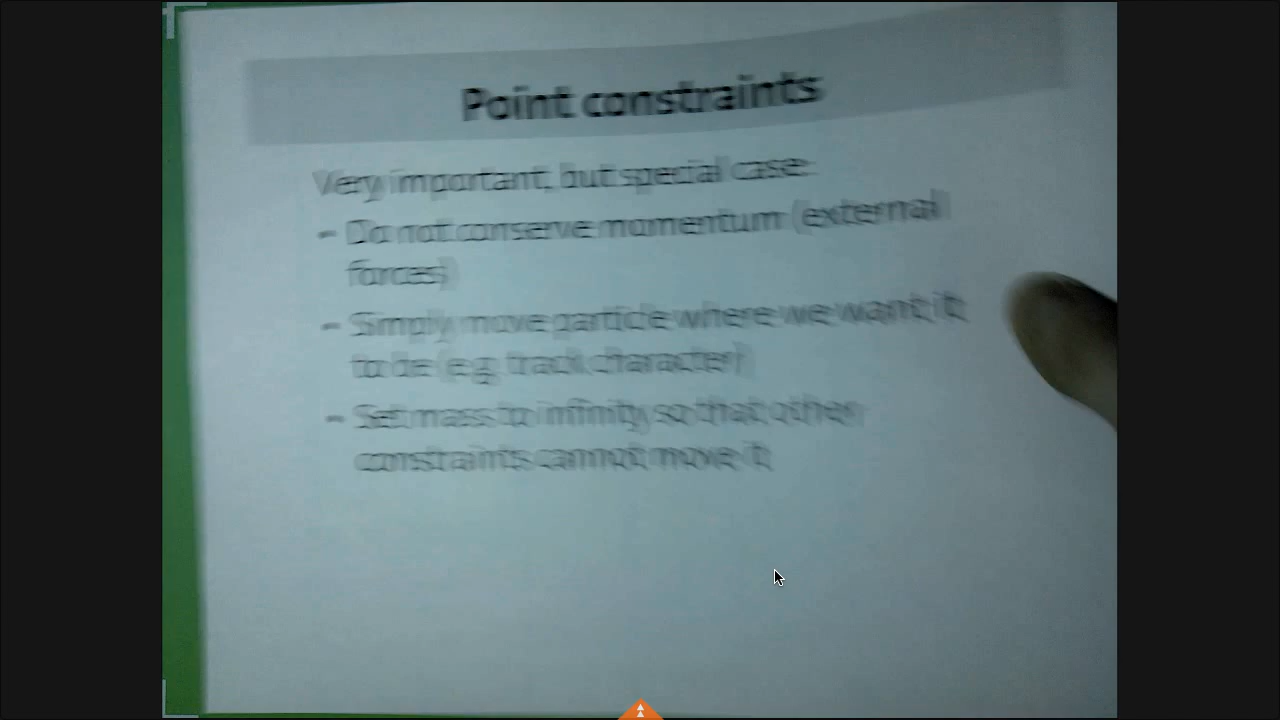 Point constraints
Very important, but special case:
– Do not conserve momentum (external
forces)
– Simply move particle where we want it
to be (e.g. track character)
– Set mass to infinity so that other
constraints cannot move it